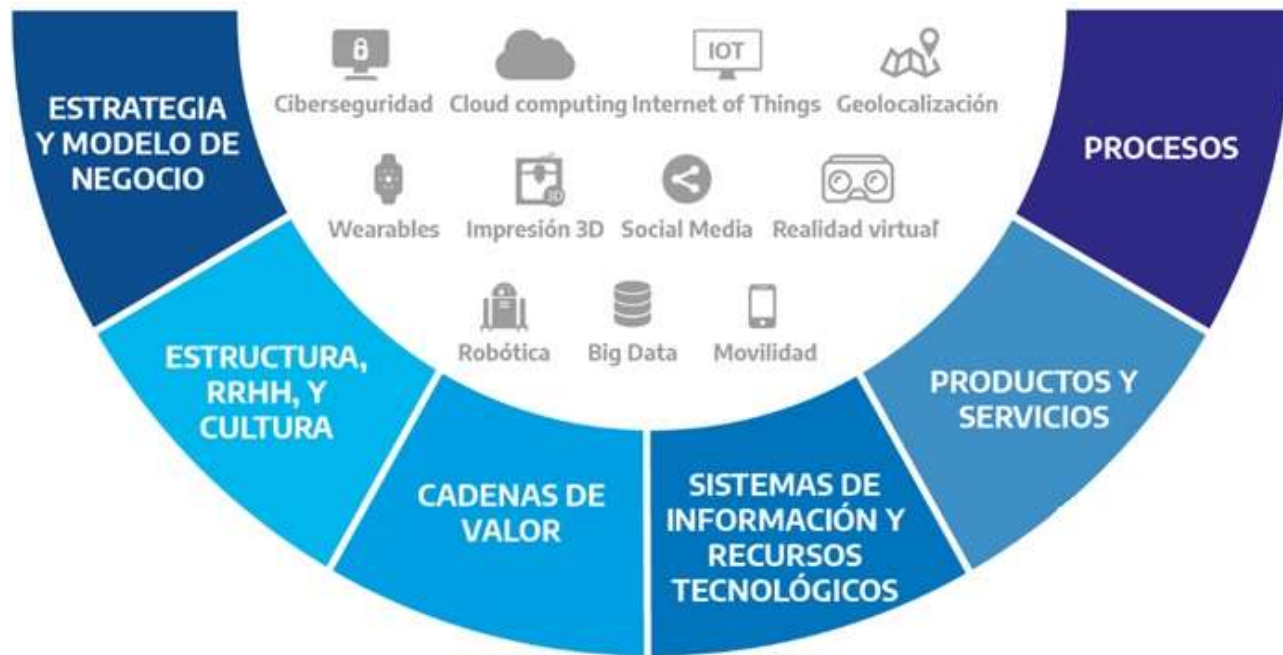 IOT
Ciberseguridad
Cloud computing
Internet of Things
Geolocalización
3D
Wearables
Impresión 3D
Social Media
Realidad virtual
Robótica
Big Data
Movilidad
ESTRATEGIA
Y MODELO DE
NEGOCIO
ESTRUCTURA,
RRHH, Y
CULTURA
CADENAS DE
VALOR
SISTEMAS DE
INFORMACIÓN Y
RECURSOS
TECNOLÓGICOS
PRODUCTOS Y
SERVICIOS
PROCESOS